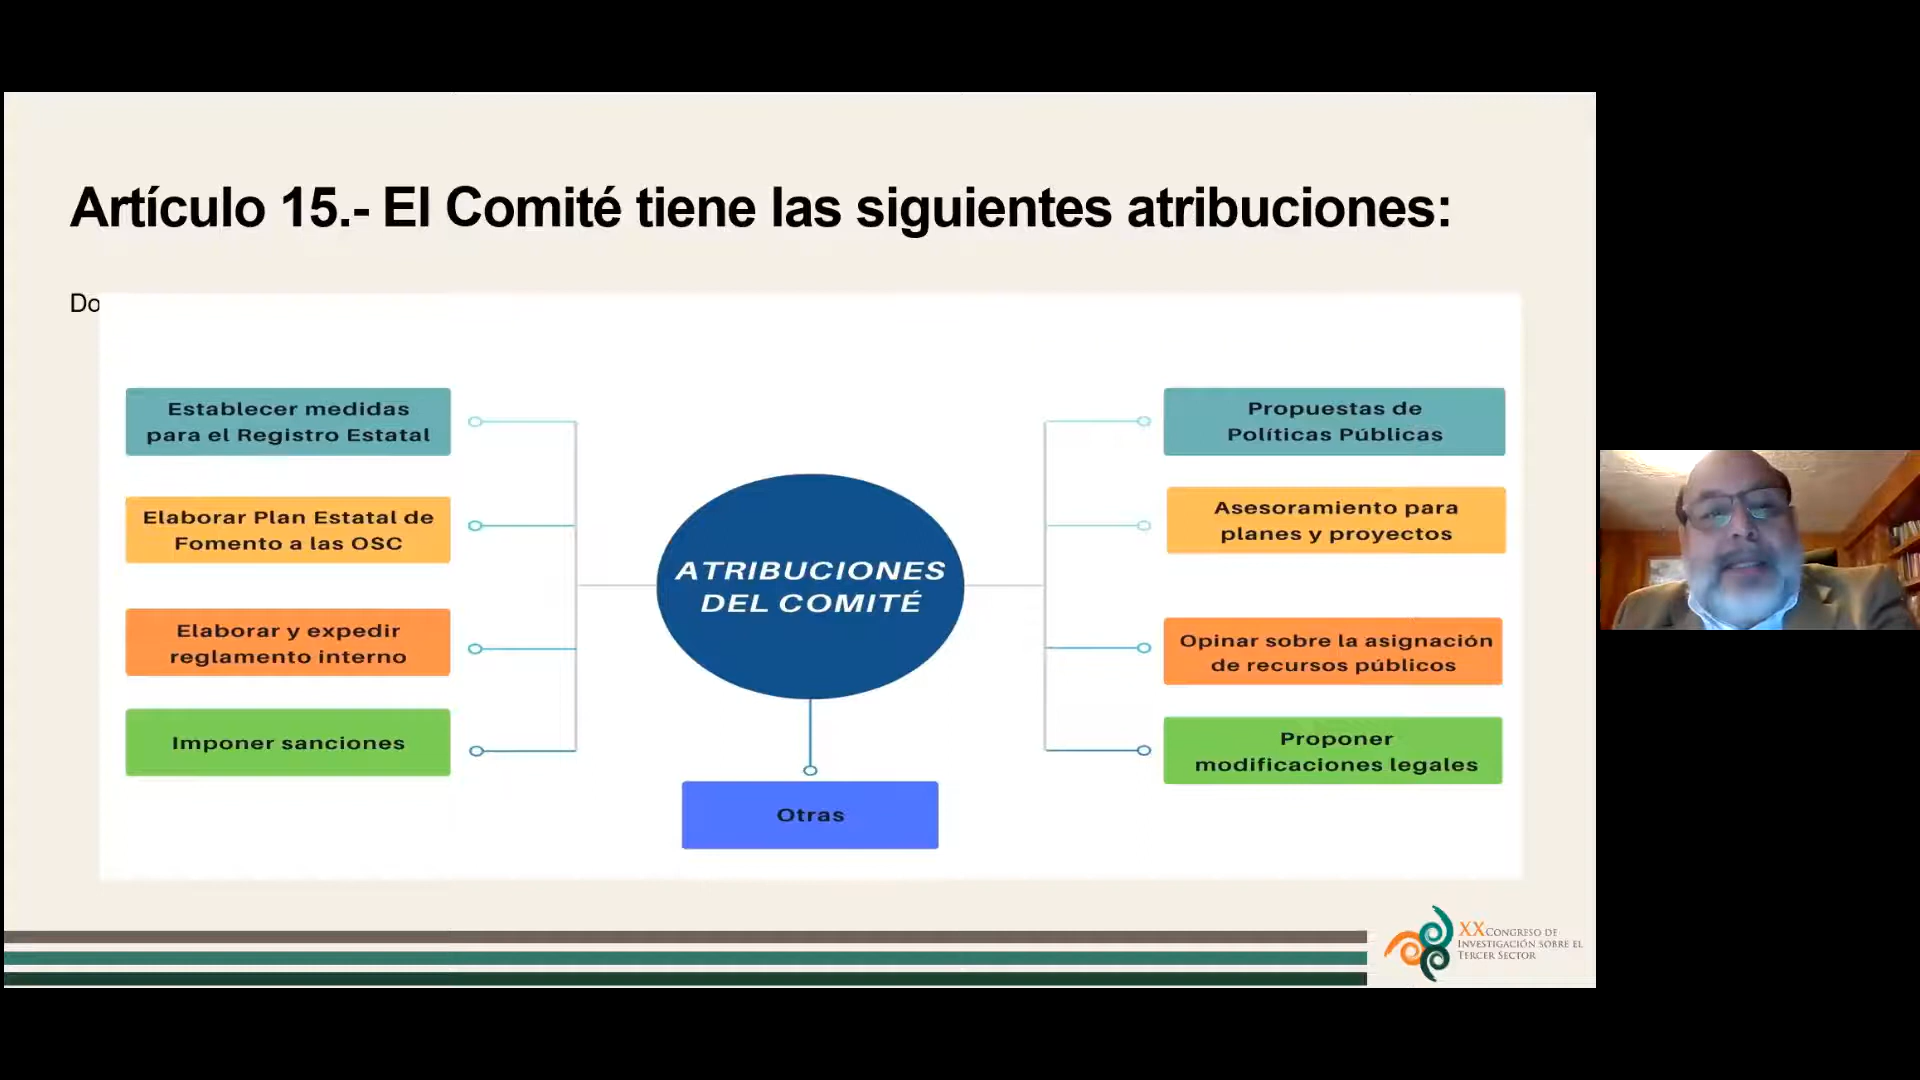 Artículo 15.- El Comité tiene las siguientes atribuciones:
Do
Establecer medidas
para el Registro Estatal
Elaborar Plan Estatal de
Fomento a las OSC
Elaborar y expedir
reglamento interno
Imponer sanciones
ATRIBUCIONES
DEL COMITÉ
Otras
Propuestas de
Políticas Públicas
Asesoramiento para
planes y proyectos
Opinar sobre la asignación
de recursos públicos
Proponer
modificaciones legales
XX CONGRESO DE
INVESTIGACIÓN SOBRE EL
TERCER SECTOR